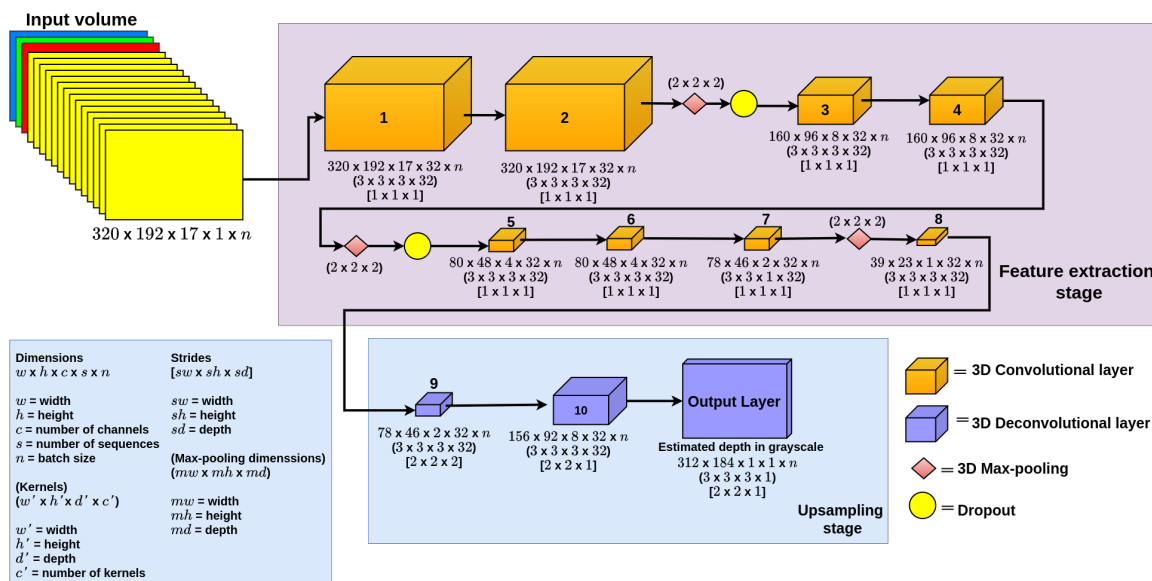 Input volume
320 x 192 x 17 x 1 x n
1
320 x 192 x 17 x 32 x n
(3 x 3 x 3 x 32)
[1 x 1 x 1]
2
320 x 192 x 17 x 32 x n
(3 x 3 x 3 x 32)
[1 x 1 x 1]
(2 x 2 x 2)
3
160 x 96 x 8 x 32 x n
(3 x 3 x 3 x 32)
[1 x 1 x 1]
4
160 x 96 x 8 x 32 x n
(3 x 3 x 3 x 32)
[1 x 1 x 1]
(2 x 2 x 2)
5
80 x 48 x 4 x 32 x n
(3 x 3 x 3 x 32)
[1 x 1 x 1]
6
80 x 48 x 4 x 32 x n
(3 x 3 x 3 x 32)
[1 x 1 x 1]
7
78 x 46 x 2 x 32 x n
(3 x 3 x 1 x 32)
[1 x 1 x 1]
(2 x 2 x 2)
8
39 x 23 x 1 x 32 x n
(3 x 3 x 3 x 32)
[1 x 1 x 1]
Feature extraction
stage
Dimensions
w x h x c x s x n
w = width
h = height
c = number of channels
s = number of sequences
n = batch size
(Kernels)
(w' x h' x d' x c')
w' = width
h' = height
d' = depth
c' = number of kernels
Strides
[sw x sh x sd]
sw = width
sh = height
sd = depth
(Max-pooling dimenssions)
(mw x mh x md)
mw = width
mh = height
md = depth
9
78 x 46 x 2 x 32 x n
(3 x 3 x 3 x 32)
[2 x 2 x 2]
10
156 x 92 x 8 x 32 x n
(3 x 3 x 3 x 32)
[2 x 2 x 1]
Output Layer
Estimated depth in grayscale
312 x 184 x 1 x 1 x n
(3 x 3 x 3 x 1)
[2 x 2 x 1]
Upsampling
stage
= 3D Convolutional layer
= 3D Deconvolutional layer
= 3D Max-pooling
= Dropout